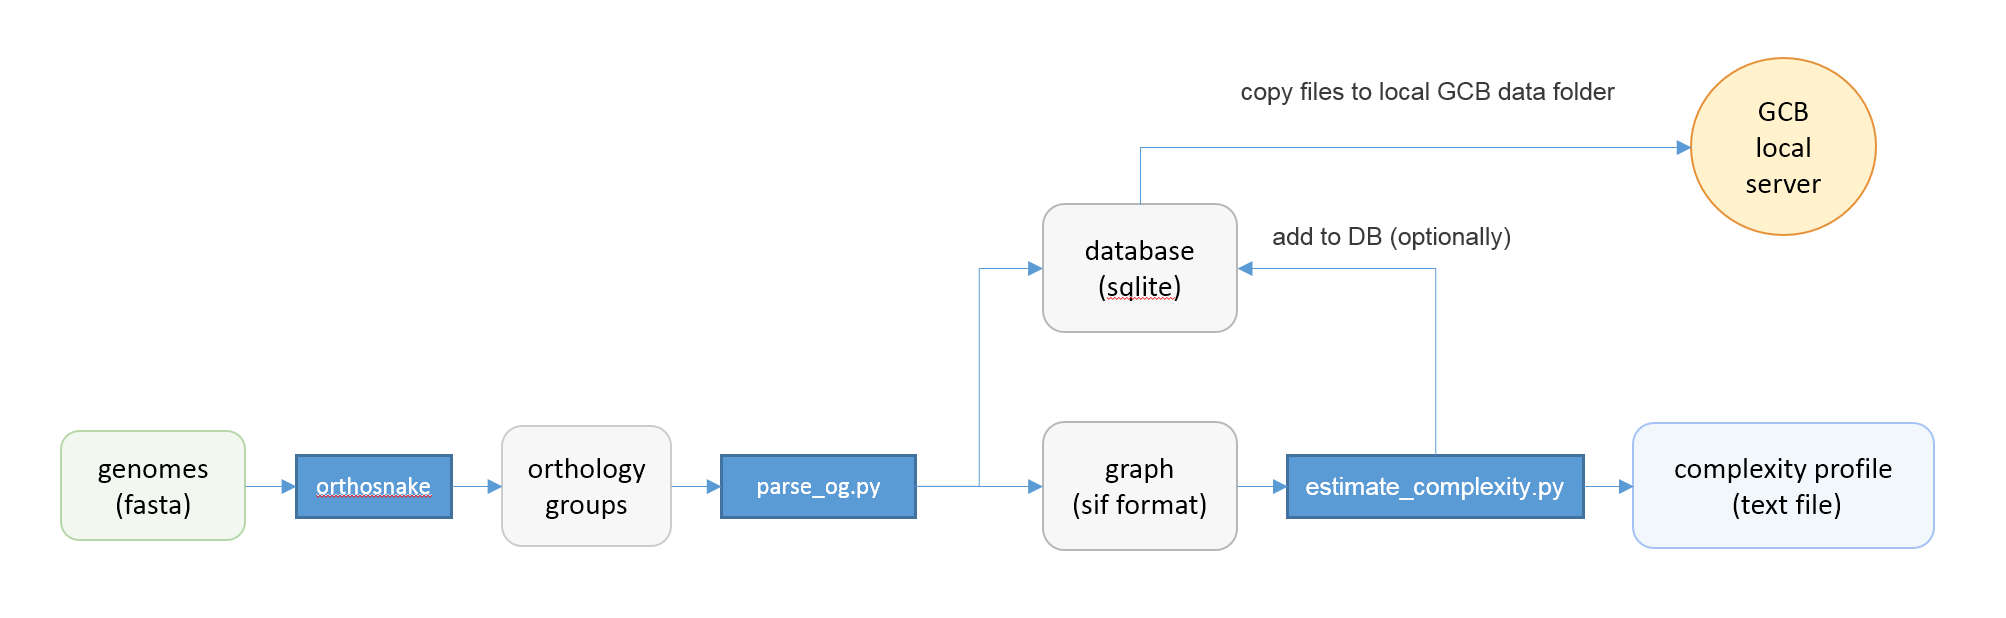 copy files to local GCB data folder
GCB
local
server
database
(sqlite)
add to DB (optionally)
genomes
(fasta)
orthosnake
orthology
groups
parse_og.py
graph
(sif format)
estimate_complexity.py
complexity profile
(text file)